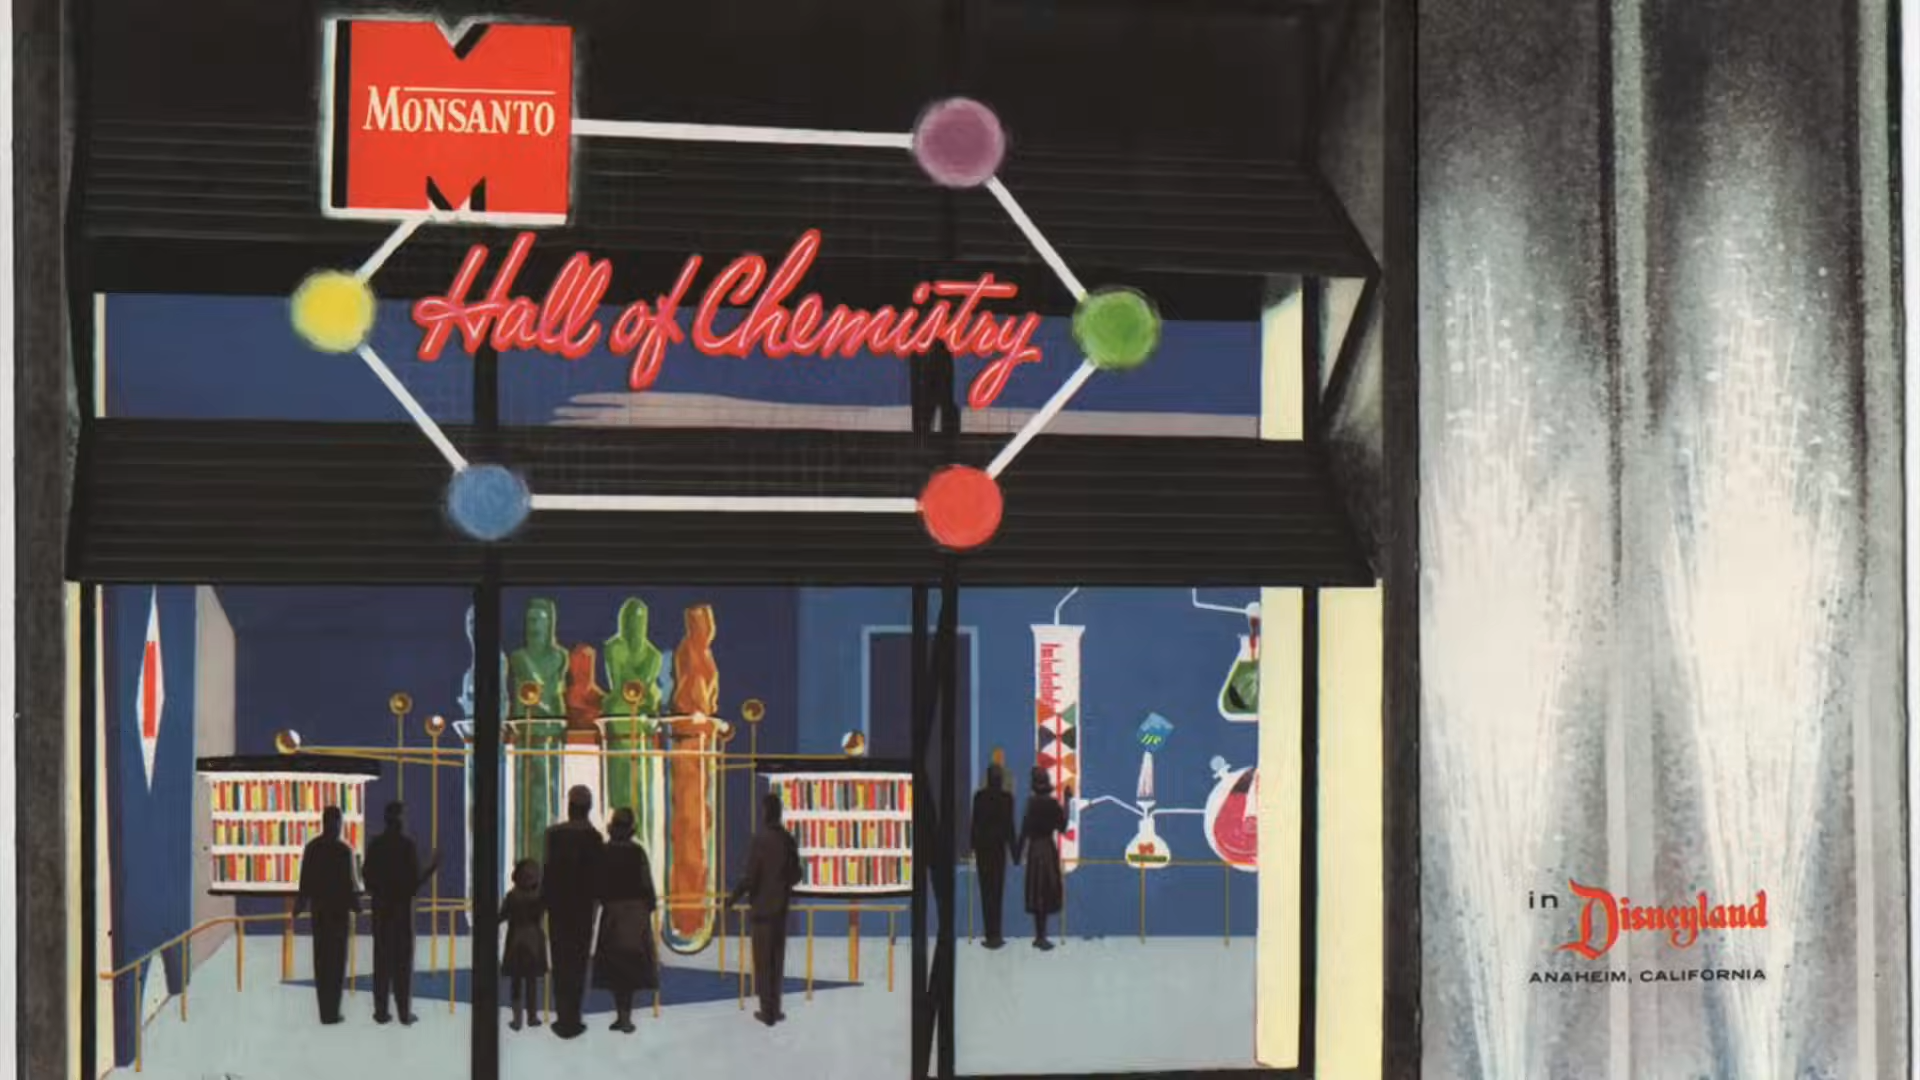 MONSANTO
Hall of Chemistry
in Disneyland
ANAHEIM, CALIFORNIA